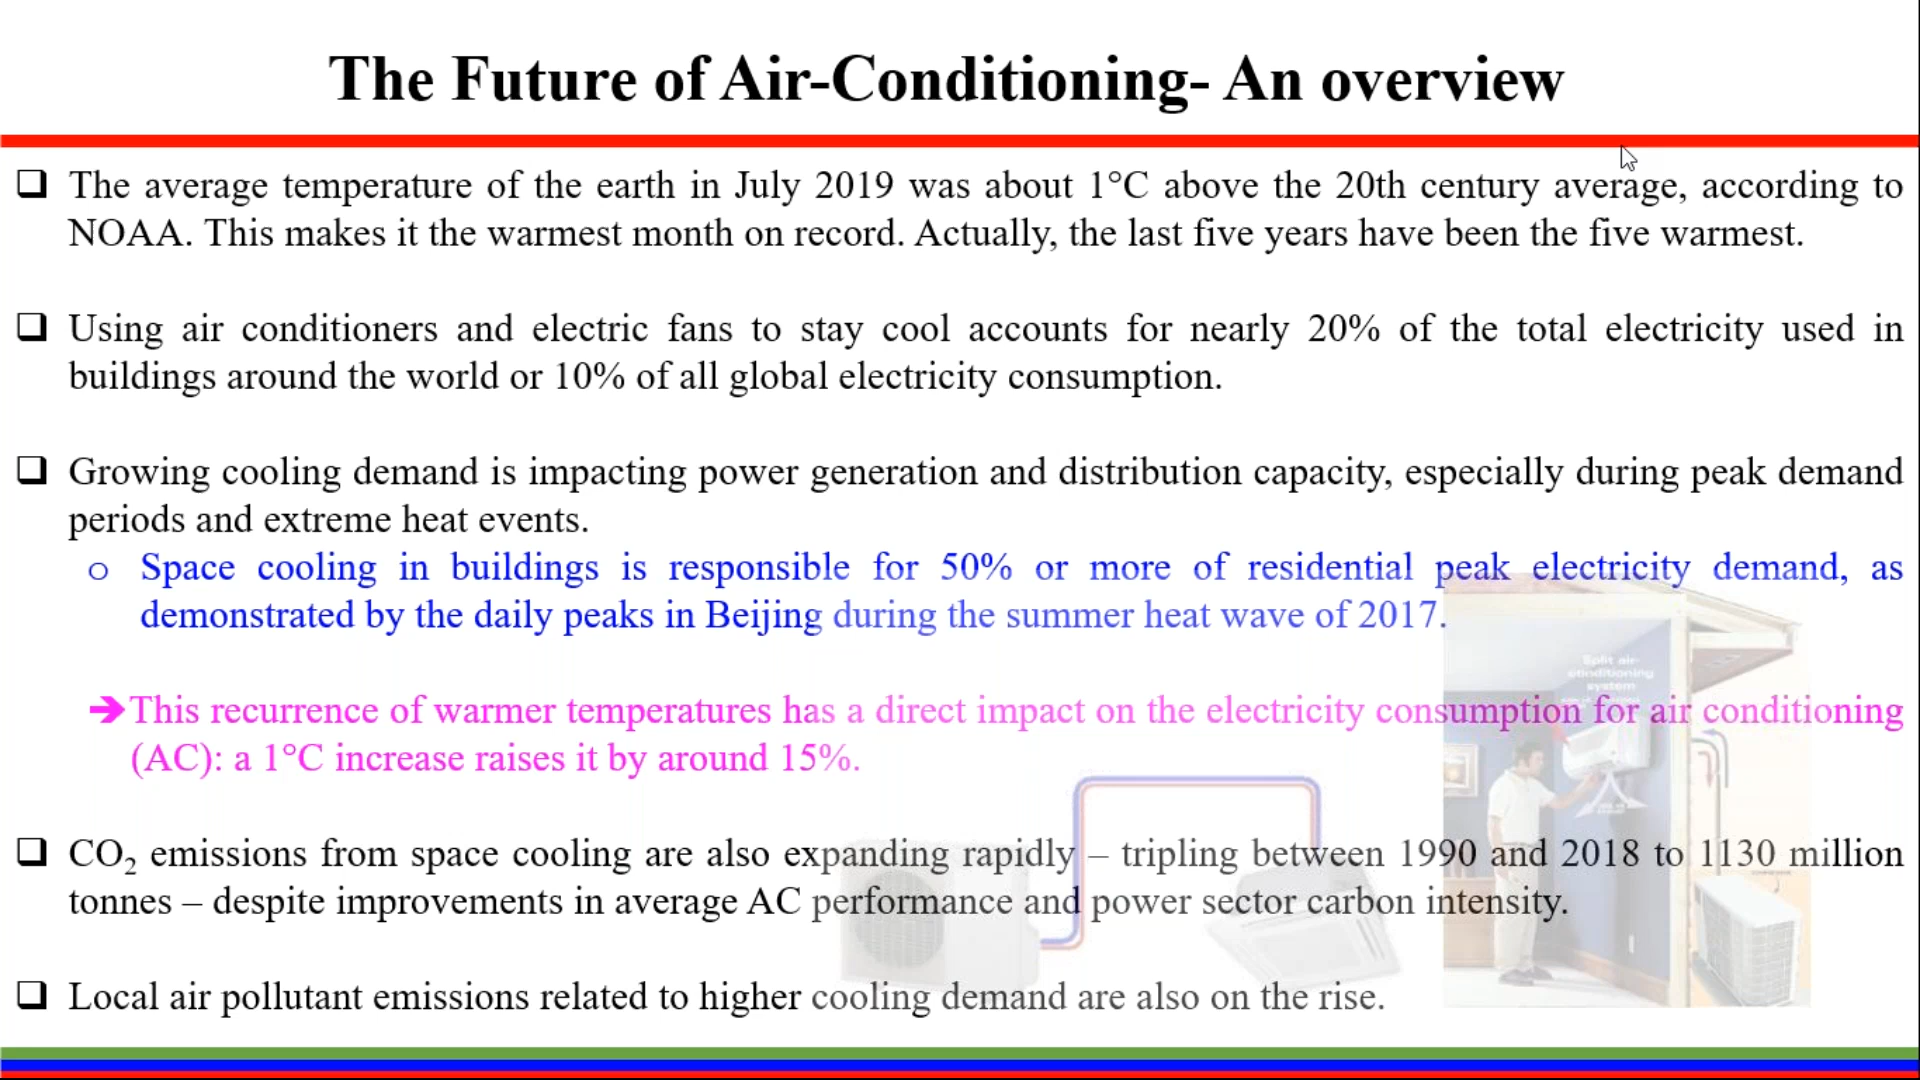 The Future of Air-Conditioning- An overview
❑ The average temperature of the earth in July 2019 was about 1°C above the 20th century average, according to
NOAA. This makes it the warmest month on record. Actually, the last five years have been the five warmest.
❑ Using air conditioners and electric fans to stay cool accounts for nearly 20% of the total electricity used in
buildings around the world or 10% of all global electricity consumption.
❑ Growing cooling demand is impacting power generation and distribution capacity, especially during peak demand
periods and extreme heat events.
o Space cooling in buildings is responsible for 50% or more of residential peak electricity demand, as
demonstrated by the daily peaks in Beijing during the summer heat wave of 2017.
Split air-
conditioning
system
➔This recurrence of warmer temperatures has a direct impact on the electricity consumption for air conditioning
(AC): a 1°C increase raises it by around 15%.
❑ CO₂ emissions from space cooling are also expanding rapidly – tripling between 1990 and 2018 to 1130 million
tonnes – despite improvements in average AC performance and power sector carbon intensity.
❑ Local air pollutant emissions related to higher cooling demand are also on the rise.